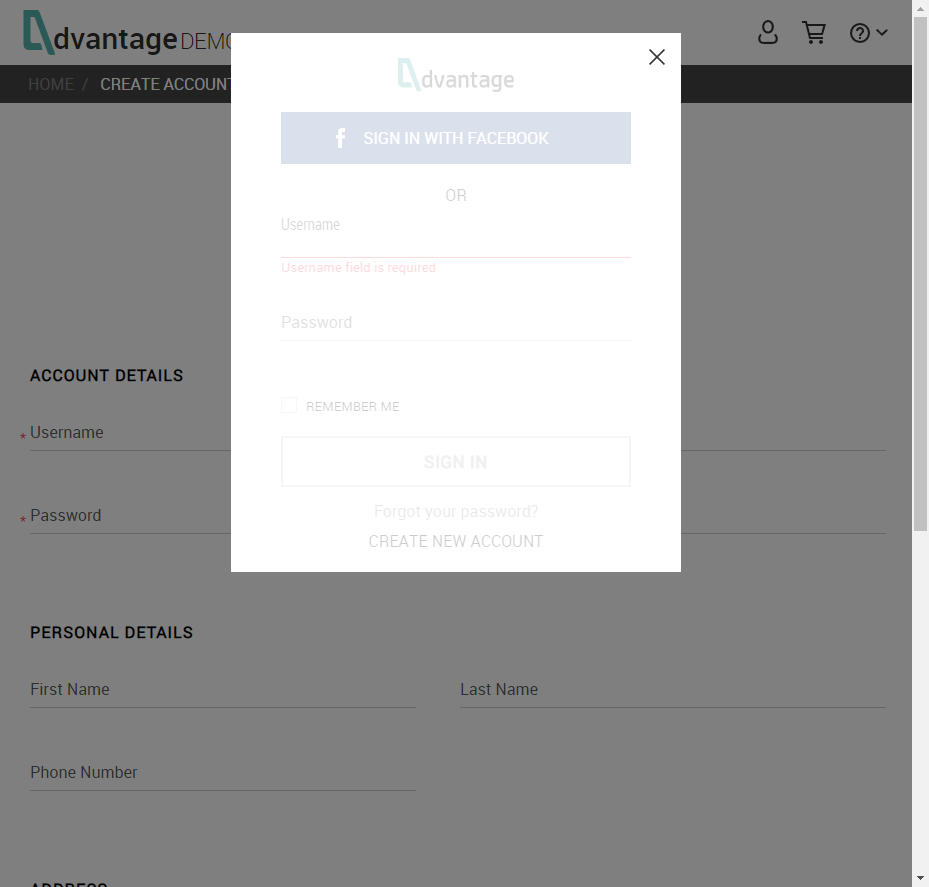 dvantage DEMO
HOME / CREATE ACCOUNT
dvantage
SIGN IN WITH FACEBOOK
OR
Username
Username field is required
Password
REMEMBER ME
SIGN IN
Forgot your password?
CREATE NEW ACCOUNT
ACCOUNT DETAILS
* Username
* Password
PERSONAL DETAILS
First Name
Last Name
Phone Number
ADDRESS